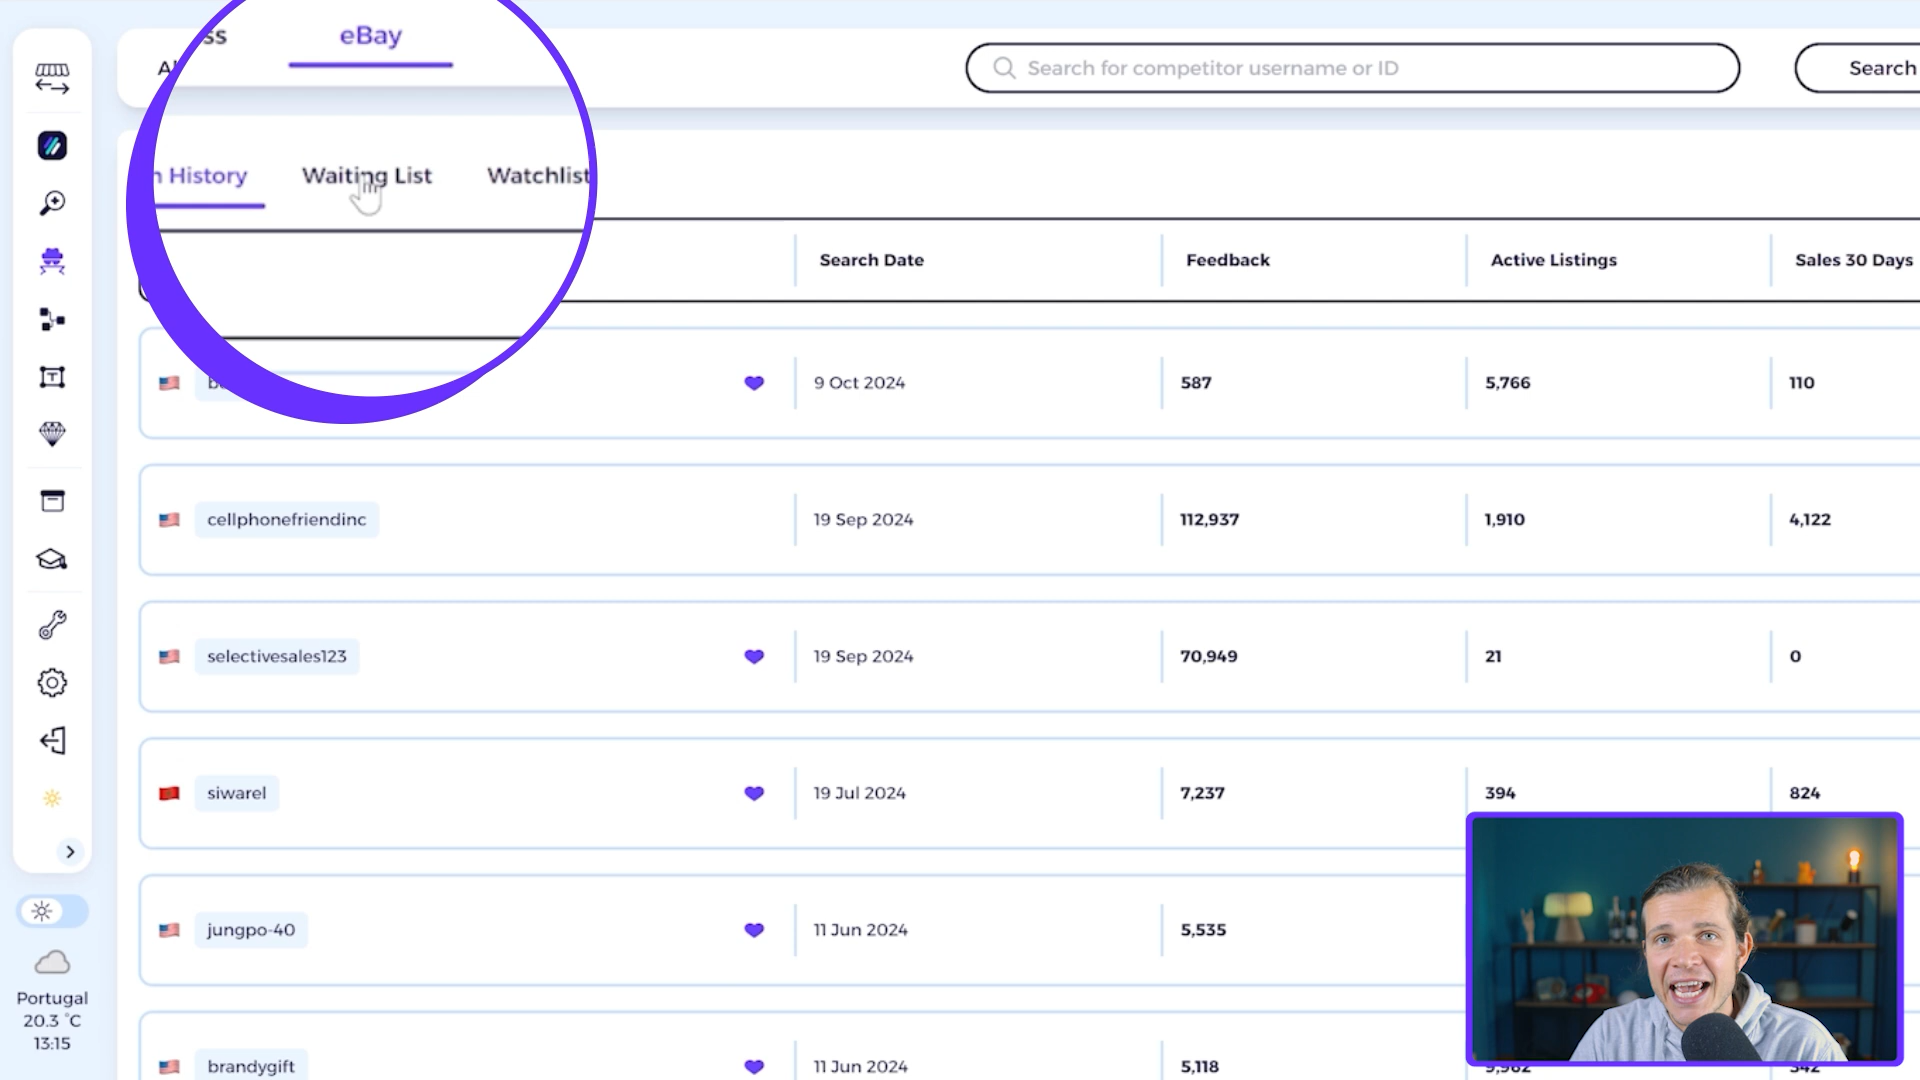 eBay
Search for competitor username or ID
Search
History
Waiting List
Watchlist
Search Date
Feedback
Active Listings
Sales 30 Days
9 Oct 2024
587
5,766
110
cellphonefriendinc
19 Sep 2024
112,937
1,910
4,122
selectivesales123
19 Sep 2024
70,949
21
0
siwarel
19 Jul 2024
7,237
394
824
jungpo-40
11 Jun 2024
5,535
brandygift
11 Jun 2024
5,118
Portugal
20.3 °C
13:15